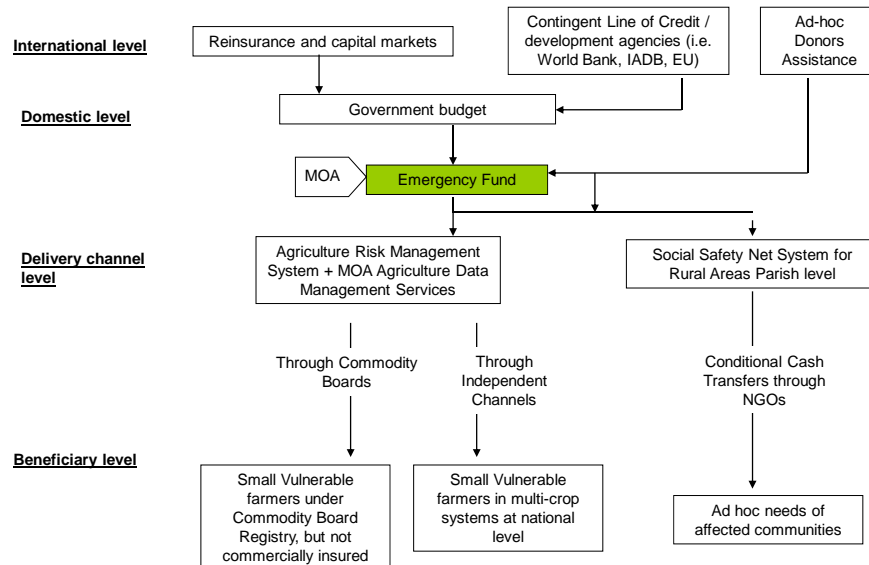 International level
Reinsurance and capital markets
Contingent Line of Credit /
development agencies (i.e.
World Bank, IADB, EU)
Ad-hoc
Donors
Assistance
Domestic level
Government budget
MOA
Emergency Fund
Delivery channel
level
Agriculture Risk Management
System + MOA Agriculture Data
Management Services
Social Safety Net System for
Rural Areas Parish level
Through Commodity
Boards
Through
Independent
Channels
Conditional Cash
Transfers through
NGOs
Beneficiary level
Small Vulnerable
farmers under
Commodity Board
Registry, but not
commercially insured
Small Vulnerable
farmers in multi-crop
systems at national
level
Ad hoc needs of
affected communities